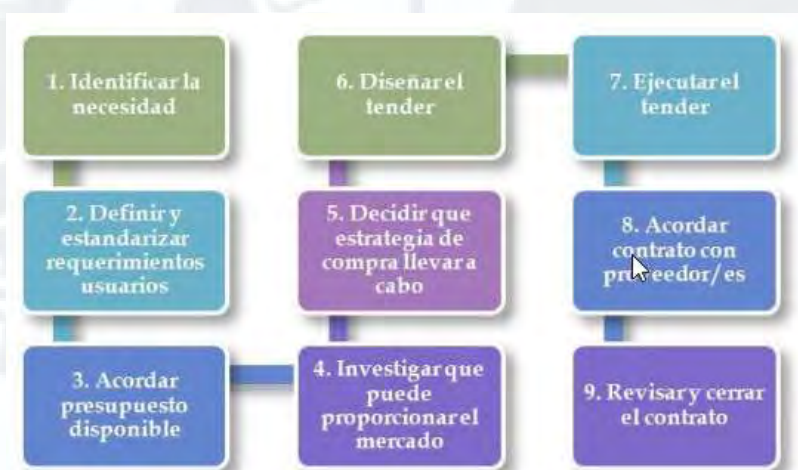 1. Identificar la
necesidad
2. Definir y
estandarizar
requerimientos
usuarios
3. Acordar
presupuesto
disponible
4. Investigar que
puede
proporcionar el
mercado
5. Decidir que
estrategia de
compra llevar a
cabo
6. Diseñar el
tender
7. Ejecutar el
tender
8. Acordar
contrato con
proveedor/es
9. Revisar y cerrar
el contrato